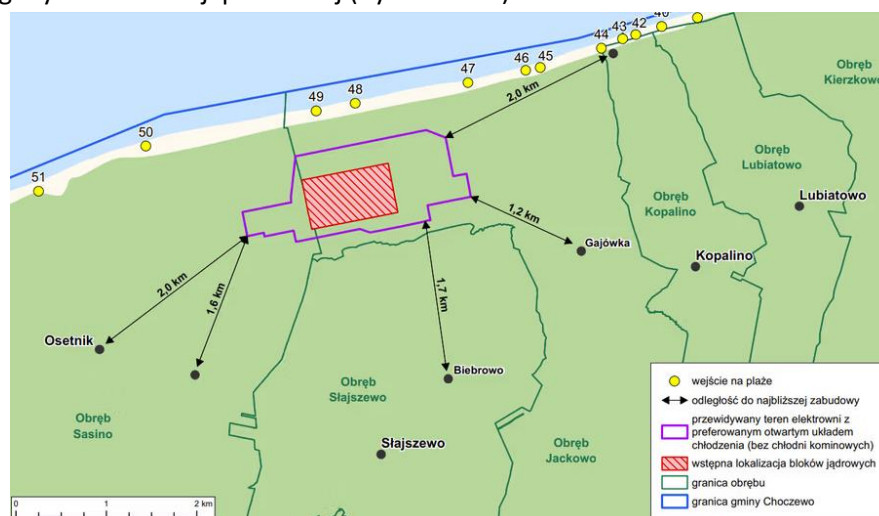 44
43
42
40
Obręb
Kierzkowo
46
45
47
48
49
50
51
2,0 km
Obręb
Lubiatowo
Lubiatowo
Obręb
Kopalino
1,2 km
Gajówka
Kopalino
2,0 km
1,6 km
1,7 km
Osetnik
Biebrowo
Obręb
Słajszewo
Obręb
Sasino
Słajszewo
Obręb
Jackowo
wejście na plaże
odległość do najbliższej zabudowy
przewidywany teren elektrowni z
preferowanym otwartym układem
chłodzenia (bez chłodni kominowych)
wstępna lokalizacja bloków jądrowych
granica obrębu
granica gminy Choczewo
0 1 2 km